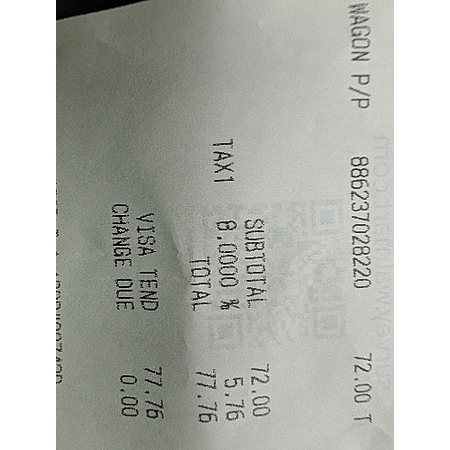 WAGON P/P 886237028220 72.00 T
SUBTOTAL 72.00
TAX1 8.0000 % 5.76
TOTAL 77.76
VISA TEND 77.76
CHANGE DUE 0.00